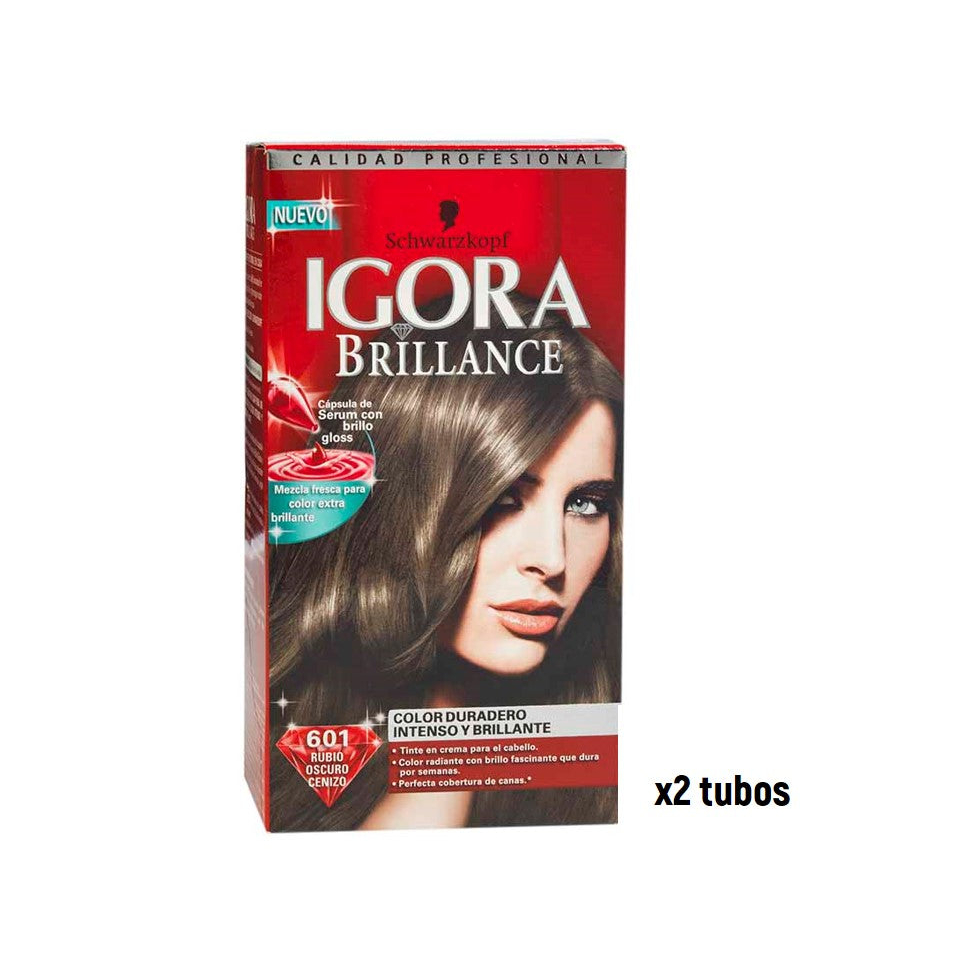 CALIDAD PROFESIONAL
NUEVO
Schwarzkopf
IGORA
BRILLANCE
Cápsula de
Serum con
brillo
gloss
Mezcla fresca para
color extra
brillante
601
RUBIO
OSCURO
CENIZO
COLOR DURADERO
INTENSO Y BRILLANTE
• Tinte en crema para el cabello.
• Color radiante con brillo fascinante que dura
por semanas.
• Perfecta cobertura de canas.*
x2 tubos